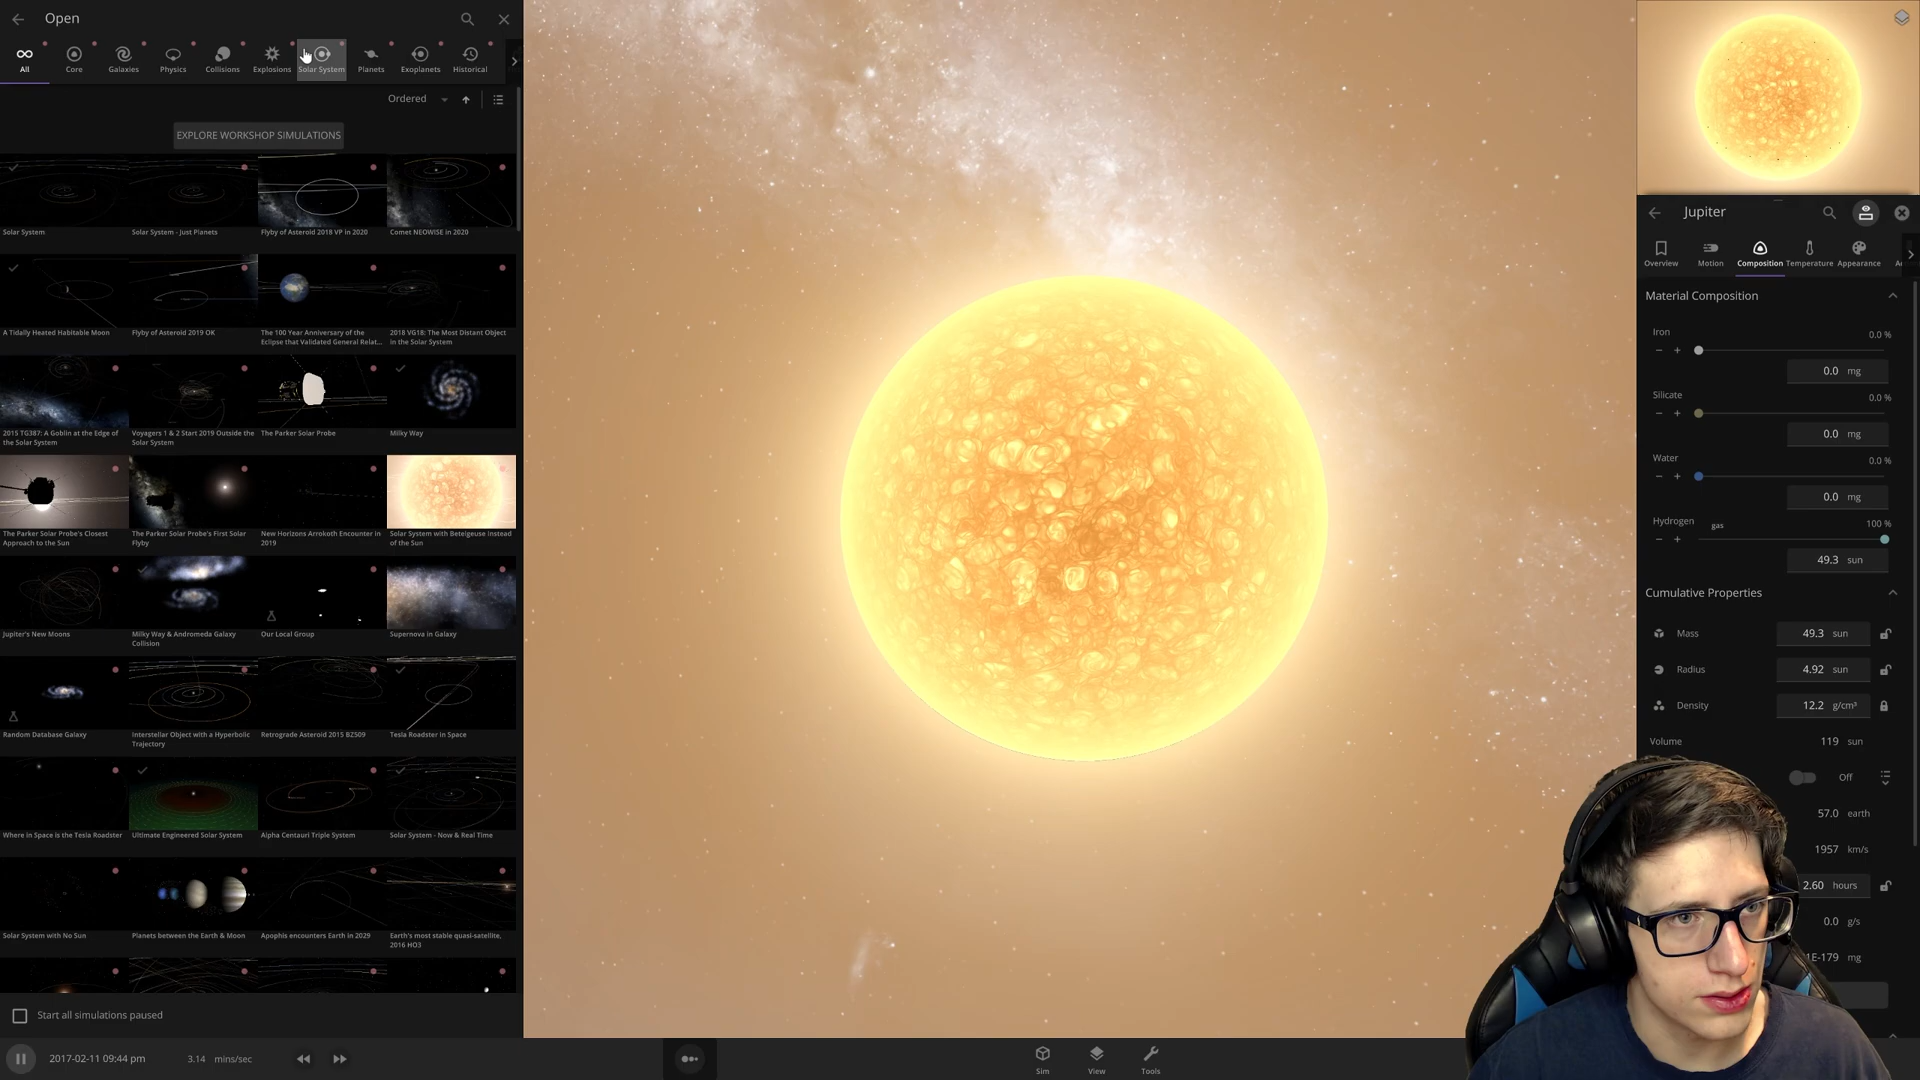 Open
All
Core
Galaxies
Physics
Collisions
Explosions
Solar System
Planets
Exoplanets
Historical
Ordered
EXPLORE WORKSHOP SIMULATIONS
Solar System
Solar System - Just Planets
Flyby of Asteroid 2018 VP in 2020
Comet NEOWISE in 2020
A Tidally Heated Habitable Moon
Flyby of Asteroid 2019 OK
The 100 Year Anniversary of the
Eclipse that Validated General Relat...
2018 VG18: The Most Distant Object
in the Solar System
2015 TG387: A Goblin at the Edge of
the Solar System
Voyagers 1 & 2 Start 2019 Outside the
Solar System
The Parker Solar Probe
Milky Way
The Parker Solar Probe's Closest
Approach to the Sun
The Parker Solar Probe's First Solar
Flyby
New Horizons Arrokoth Encounter in
2019
Solar System with Betelgeuse instead
of the Sun
Jupiter's New Moons
Milky Way & Andromeda Galaxy
Collision
Our Local Group
Supernova in Galaxy
Random Database Galaxy
Interstellar Object with a Hyperbolic
Trajectory
Retrograde Asteroid 2015 BZ509
Tesla Roadster in Space
Where in Space is the Tesla Roadster
Ultimate Engineered Solar System
Alpha Centauri Triple System
Solar System - Now & Real Time
Solar System with No Sun
Planets between the Earth & Moon
Apophis encounters Earth in 2029
Earth's most stable quasi-satellite,
2016 HO3
Start all simulations paused
2017-02-11 09:44 pm
3.14 mins/sec
Sim
View
Tools
Jupiter
Overview
Motion
Composition
Temperature
Appearance
Material Composition
Iron
0.0 %
0.0 mg
Silicate
0.0 %
0.0 mg
Water
0.0 %
0.0 mg
Hydrogen gas
100 %
49.3 sun
Cumulative Properties
Mass 49.3 sun
Radius 4.92 sun
Density 12.2 g/cm³
Volume 119 sun
Off
57.0 earth
1957 km/s
2.60 hours
0.0 g/s
1E-179 mg